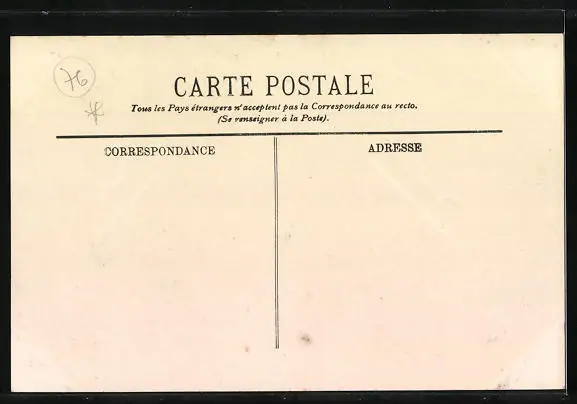 76
CARTE POSTALE
Tous les Pays étrangers n'acceptent pas la Correspondance au recto.
(Se renseigner à la Poste).
CORRESPONDANCE
ADRESSE